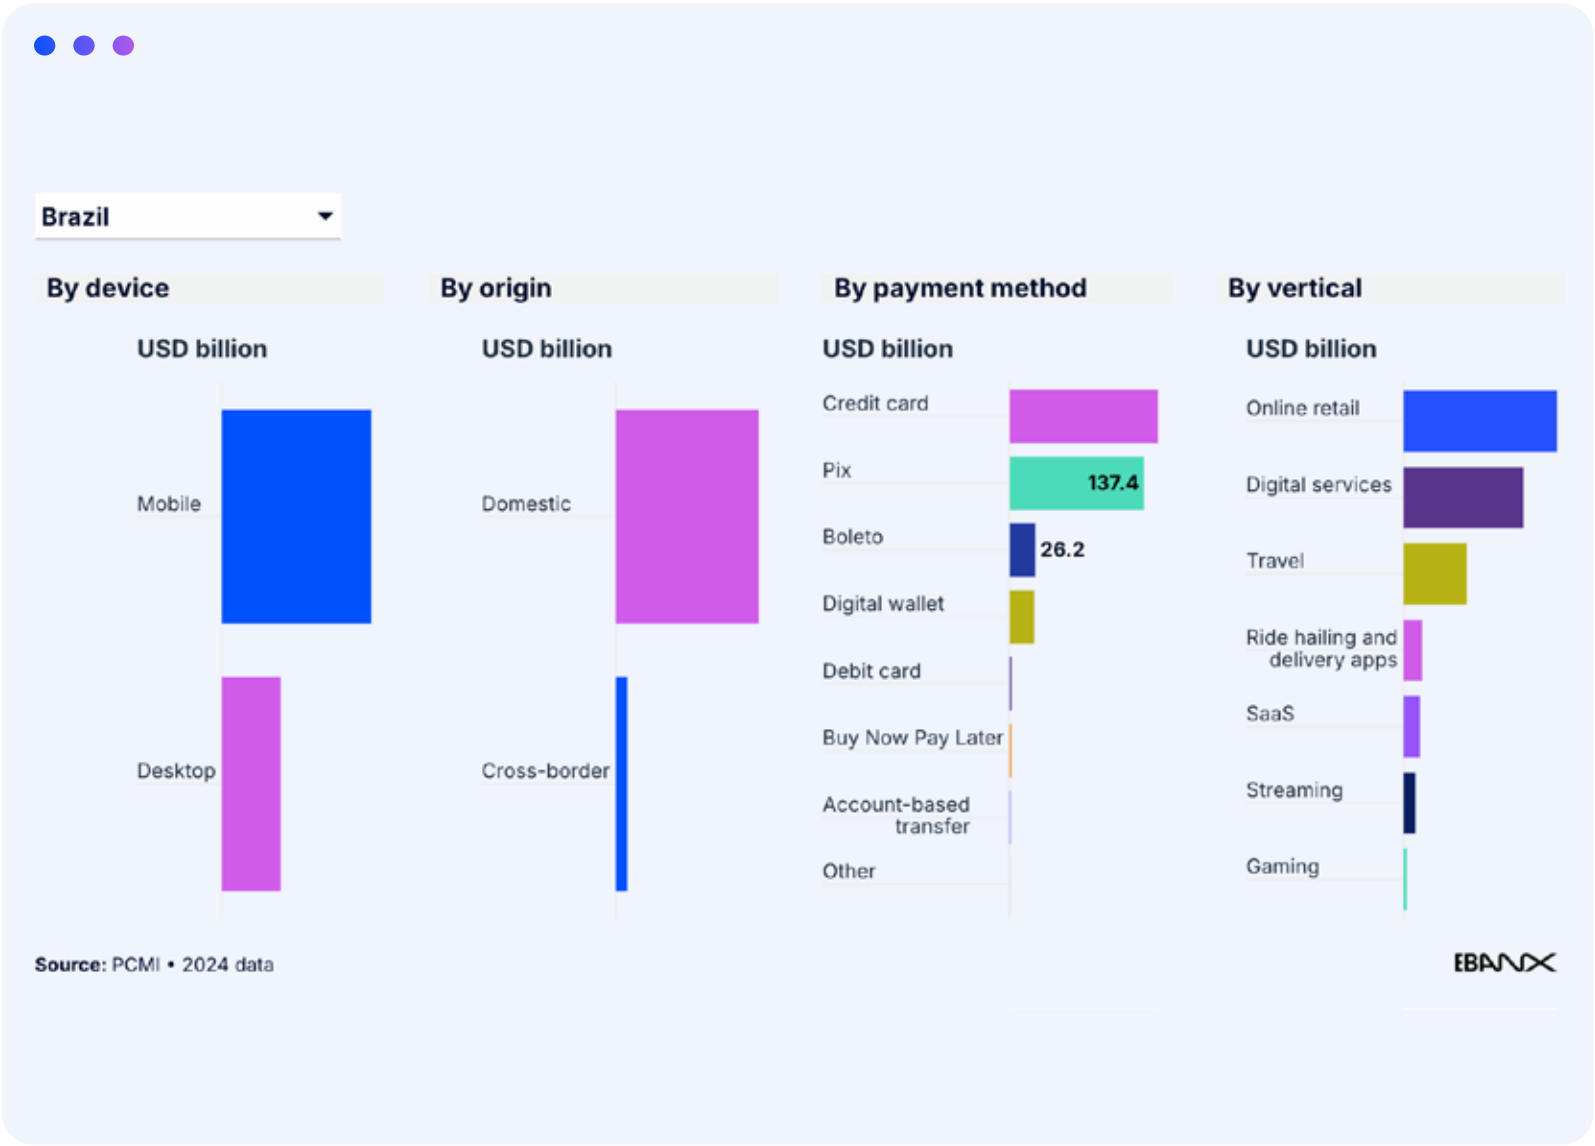 Brazil
By device
USD billion
Mobile
Desktop
By origin
USD billion
Domestic
Cross-border
By payment method
USD billion
Credit card
Pix
137.4
Boleto
26.2
Digital wallet
Debit card
Buy Now Pay Later
Account-based
transfer
Other
By vertical
USD billion
Online retail
Digital services
Travel
Ride hailing and
delivery apps
SaaS
Streaming
Gaming
Source: PCMI • 2024 data
EBANX